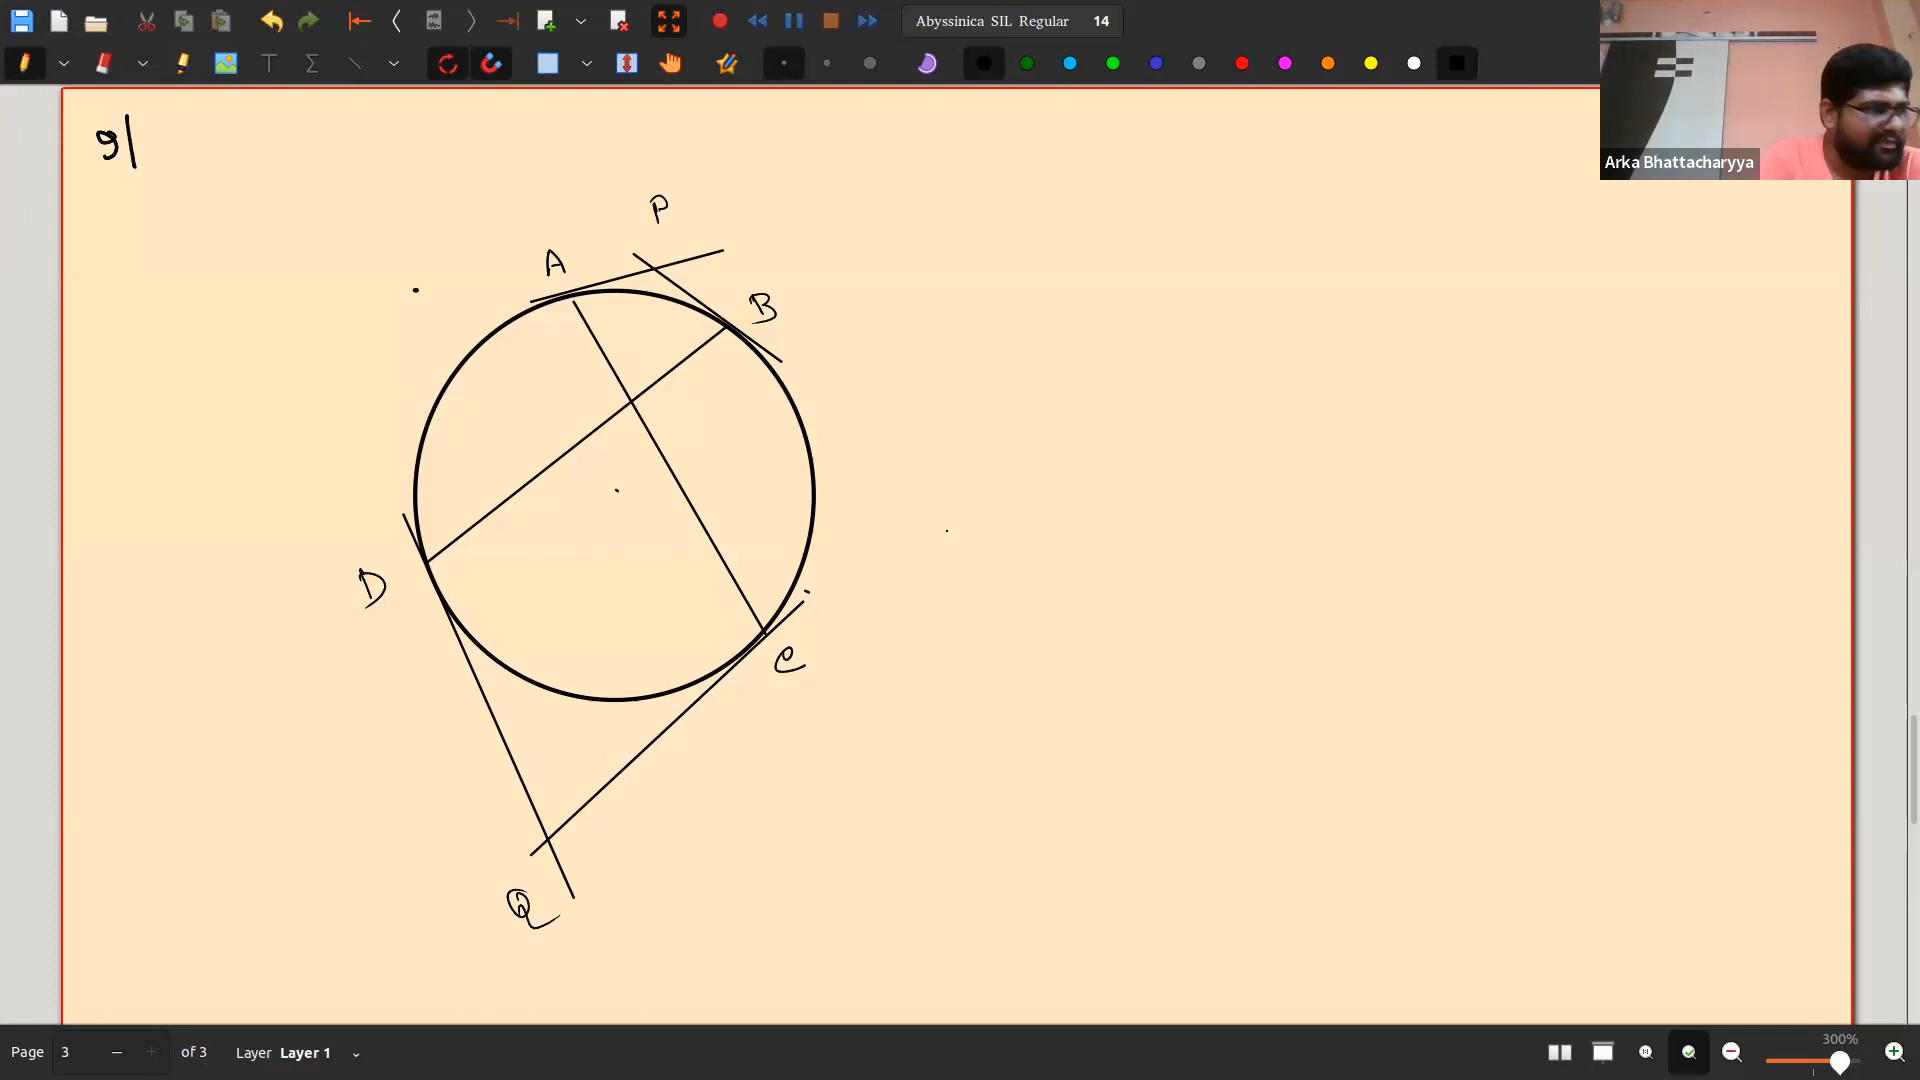 Abyssinica SIL Regular 14
Arka Bhattacharyya
9|
P
A
B
D
C
Q
Page 3 of 3 Layer Layer 1
300%